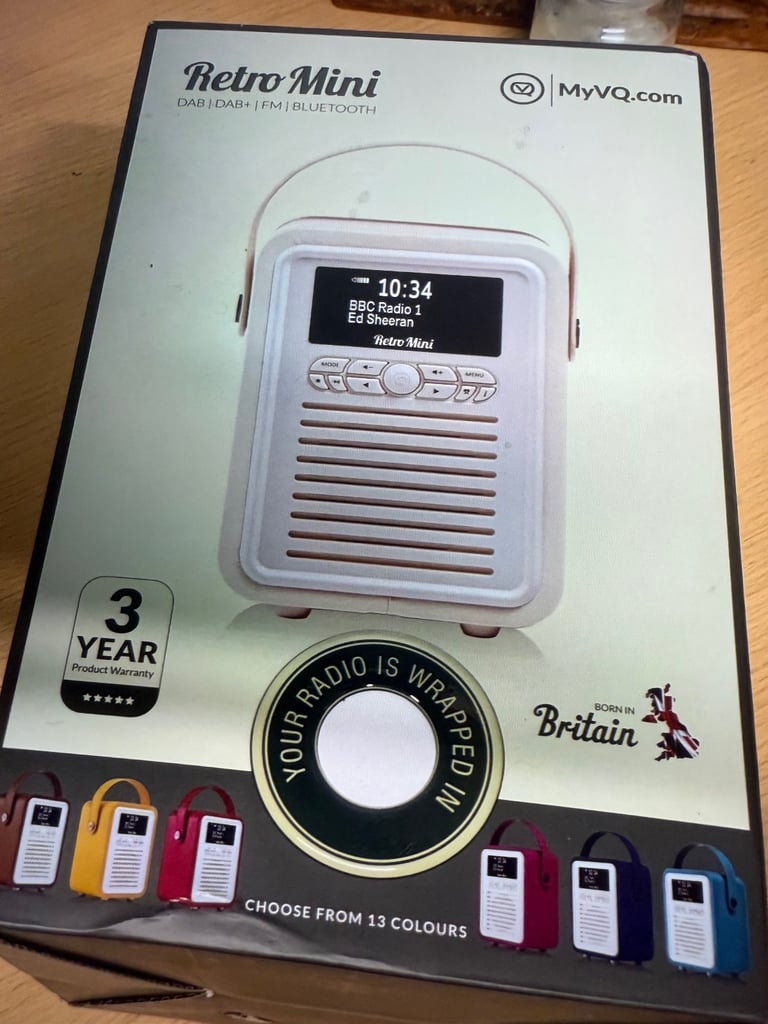 Retro Mini
DAB | DAB+ | FM | BLUETOOTH
MyVQ.com
10:34
BBC Radio 1
Ed Sheeran
Retro Mini
MODE
MENU
3
YEAR
Product Warranty
YOUR RADIO IS WRAPPED IN
BORN IN
Britain
CHOOSE FROM 13 COLOURS